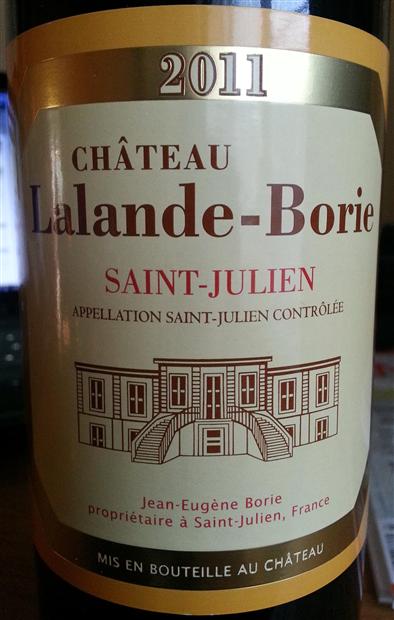 2011
CHÂTEAU
Lalande-Borie
SAINT-JULIEN
APPELLATION SAINT-JULIEN CONTRÔLÉE
Jean-Eugène Borie
propriétaire à Saint-Julien, France
MIS EN BOUTEILLE AU CHÂTEAU